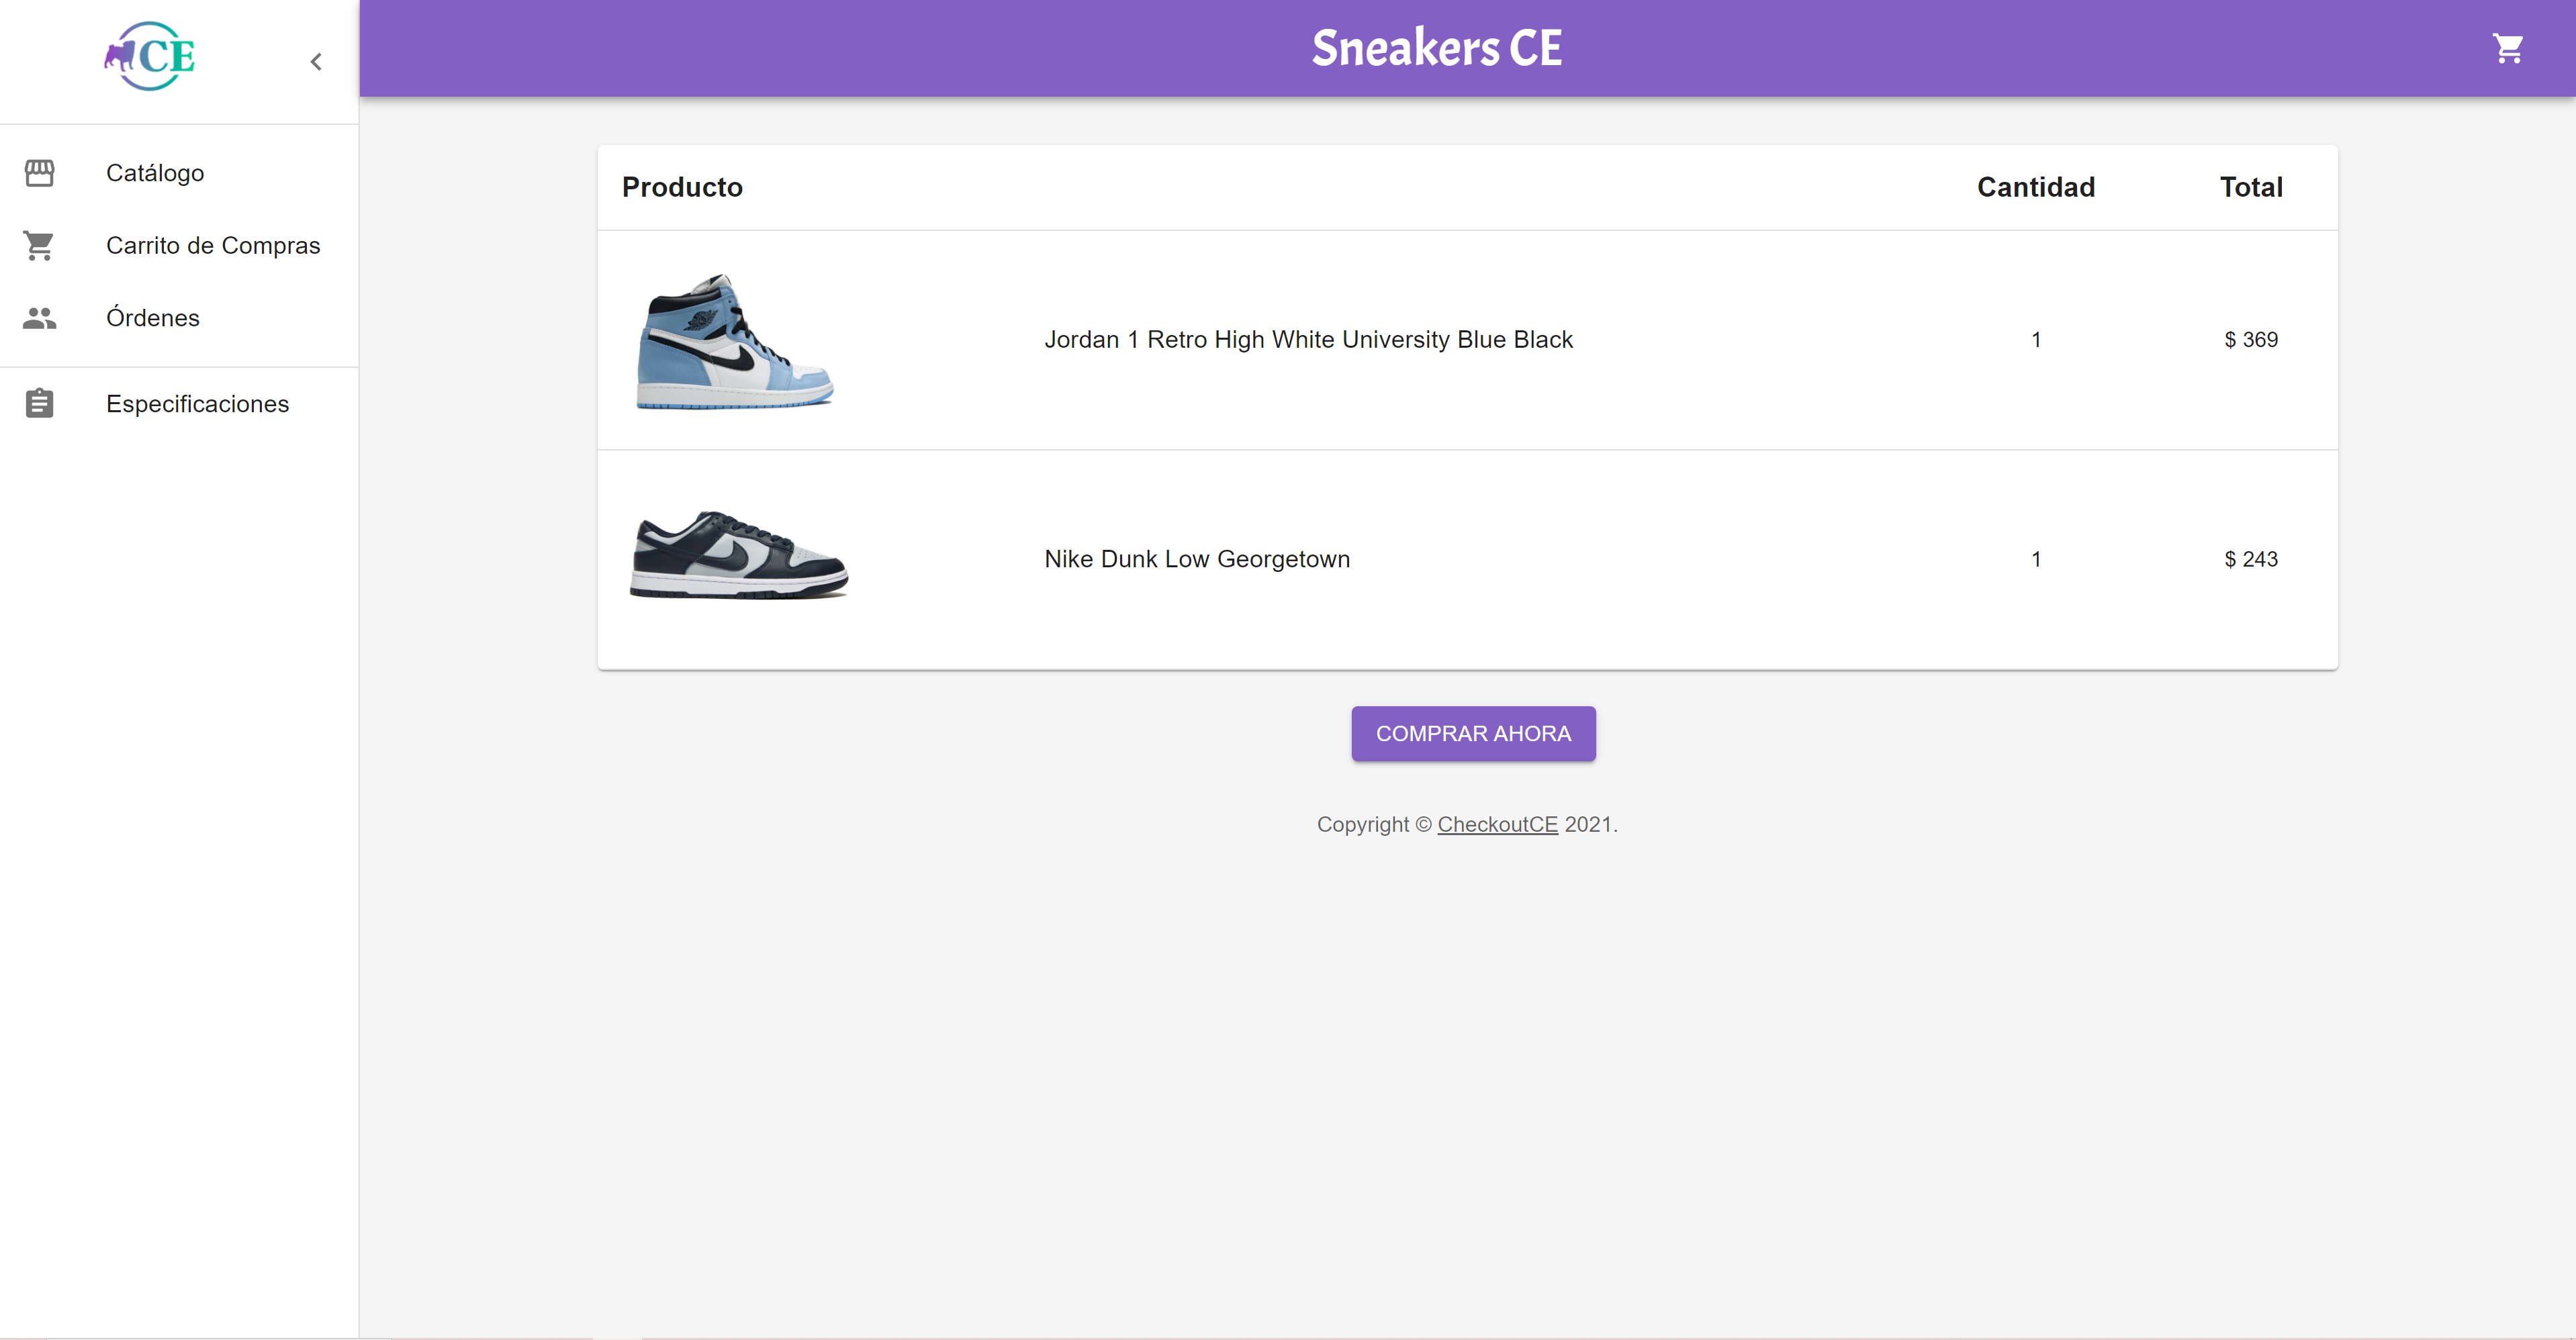 CE
Sneakers CE
Catálogo
Carrito de Compras
Órdenes
Especificaciones
Producto Cantidad Total
Jordan 1 Retro High White University Blue Black 1 $ 369
Nike Dunk Low Georgetown 1 $ 243
COMPRAR AHORA
Copyright © CheckoutCE 2021.